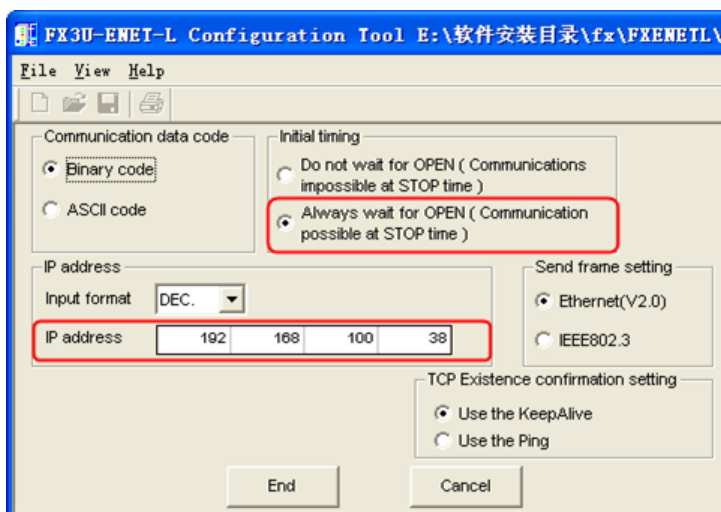 FX3U-ENET-L Configuration Tool E:\软件安装目录\fx\FXENETL\
File View Help
Communication data code
Binary code
ASCII code
Initial timing
Do not wait for OPEN ( Communications
impossible at STOP time )
Always wait for OPEN ( Communication
possible at STOP time )
IP address
Input format DEC.
IP address 192 168 100 38
Send frame setting
Ethernet(V2.0)
IEEE802.3
TCP Existence confirmation setting
Use the KeepAlive
Use the Ping
End Cancel